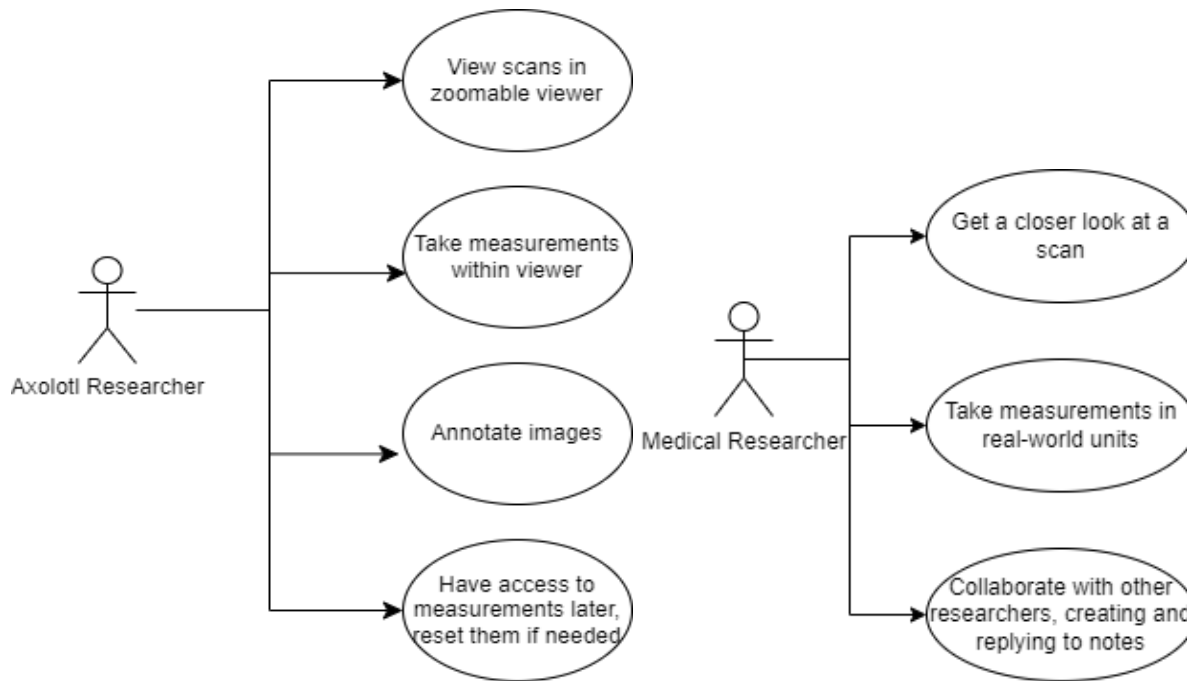 View scans in
zoomable viewer
Take measurements
within viewer
Axolotl Researcher
Annotate images
Have access to
measurements later,
reset them if needed
Get a closer look at a
scan
Medical Researcher
Take measurements in
real-world units
Collaborate with other
researchers, creating and
replying to notes